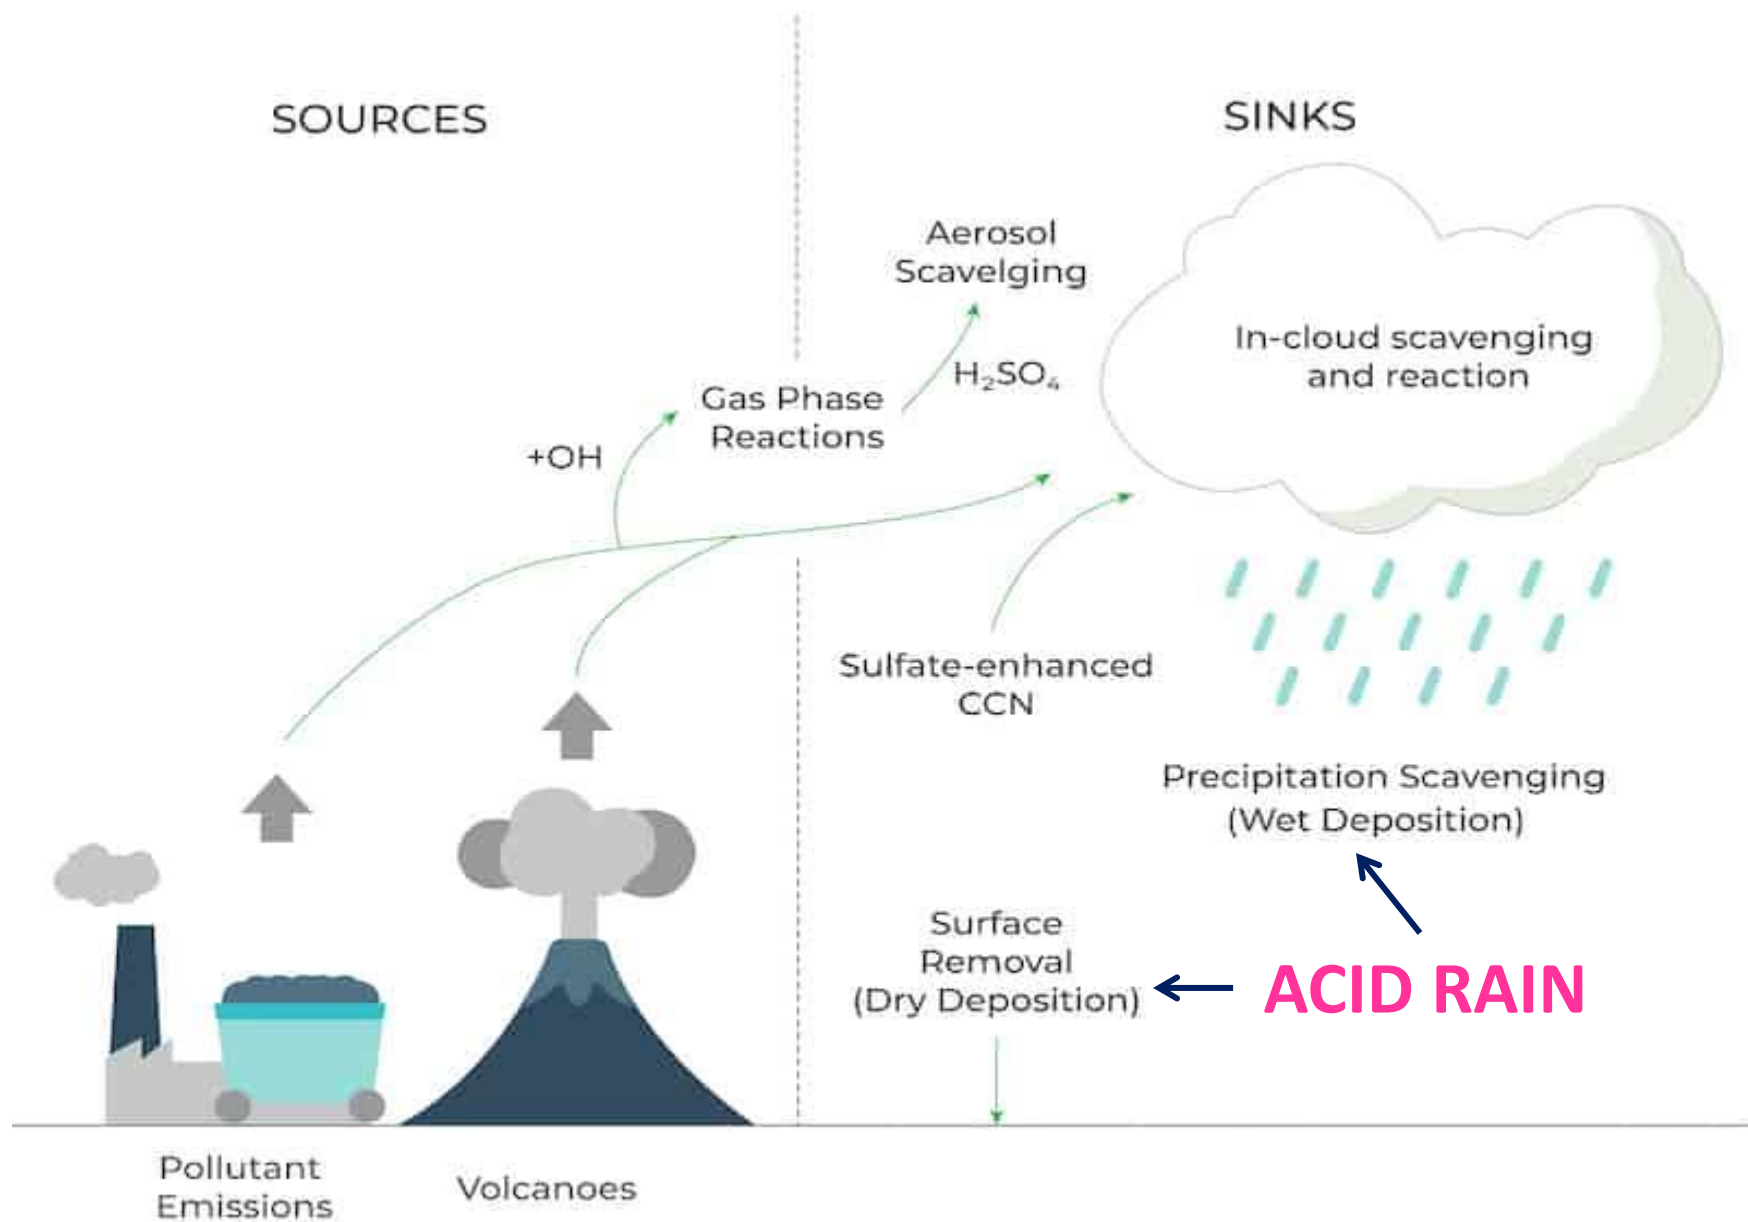 SOURCES
SINKS
Aerosol
Scavelging
In-cloud scavenging
and reaction
H₂SO₄
Gas Phase
Reactions
+OH
Sulfate-enhanced
CCN
Precipitation Scavenging
(Wet Deposition)
Surface
Removal
(Dry Deposition)
ACID RAIN
Pollutant
Emissions
Volcanoes